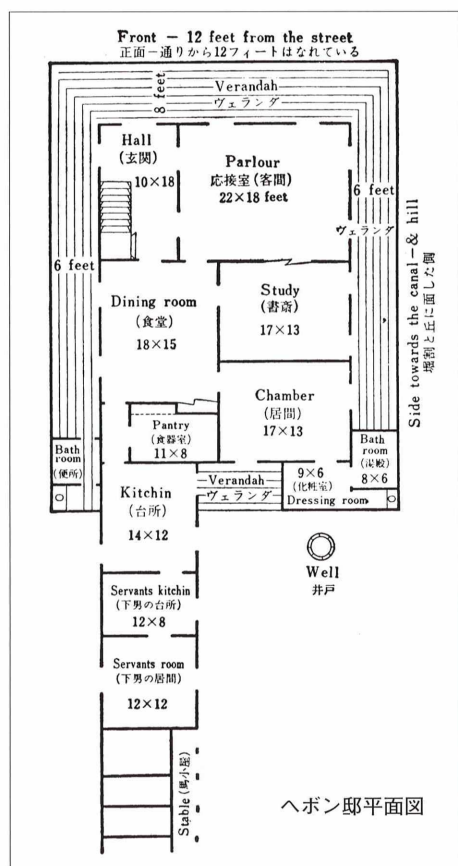 Front − 12 feet from the street
正面−通りから12フィートはなれている
8 feet
Verandah
ヴェランダ
Hall
(玄関)
10×18
Parlour
応接室(客間)
22×18 feet
6 feet
ヴェランダ
6 feet
Side towards the canal−& hill
堀割と丘に面した側
Dining room
(食堂)
18×15
Study
(書斎)
17×13
Chamber
(居間)
17×13
Pantry
(食器室)
11×8
Bath
room
(便所)
Bath
room
(湯殿)
8×6
Kitchin
(台所)
14×12
Verandah
ヴェランダ
9×6
(化粧室)
Dressing room
Well
井戸
Servants kitchin
(下男の台所)
12×8
Servants room
(下男の居間)
12×12
Stable (馬小屋)
ヘボン邸平面図